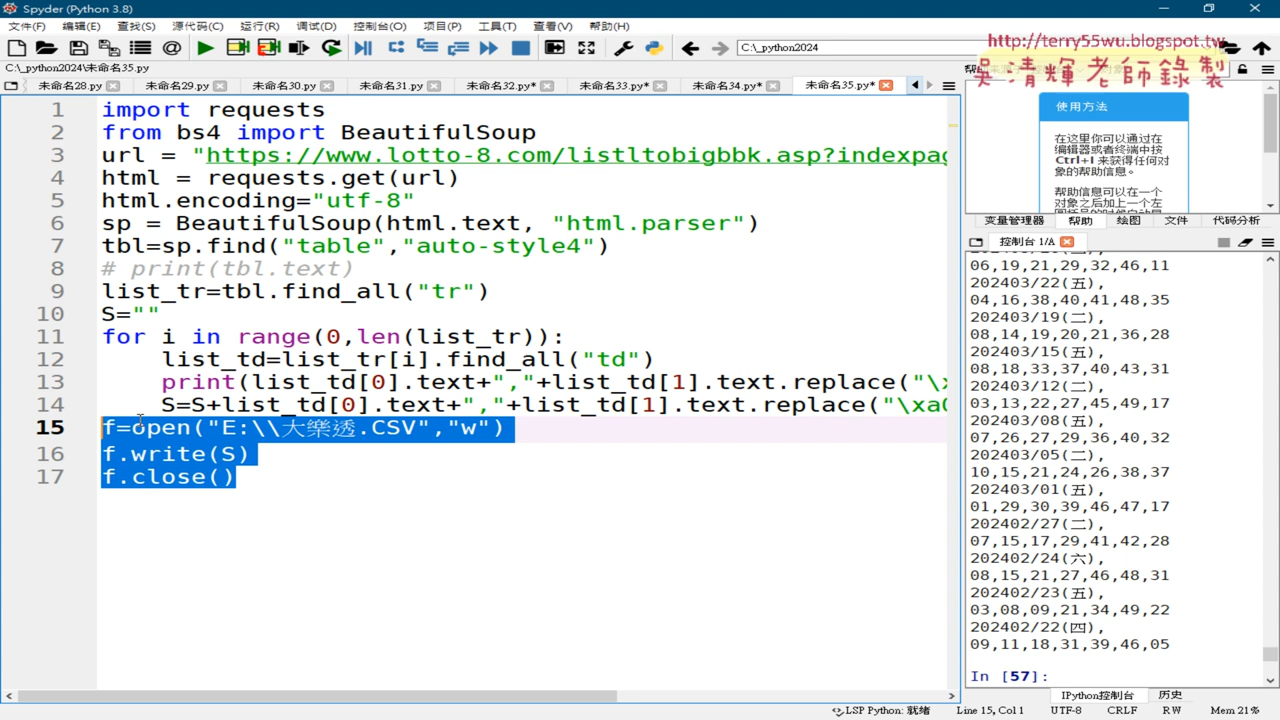 Spyder (Python 3.8)
文件(F) 编辑(E) 查找(S) 源代码(C) 运行(R) 调试(D) 控制台(O) 项目(P) 工具(T) 查看(V) 帮助(H)
C:\_python2024
http://terry55wu.blogspot.tw
吳清輝老師錄製
C:\_python2024\未命名35.py
未命名28.py 未命名29.py 未命名30.py 未命名31.py 未命名32.py* 未命名33.py* 未命名34.py* 未命名35.py*
1 import requests
2 from bs4 import BeautifulSoup
3 url = "https://www.lotto-8.com/listltobigbbk.asp?indexpag
4 html = requests.get(url)
5 html.encoding="utf-8"
6 sp = BeautifulSoup(html.text, "html.parser")
7 tbl=sp.find("table","auto-style4")
8 # print(tbl.text)
9 list_tr=tbl.find_all("tr")
10 S=""
11 for i in range(0,len(list_tr)):
12 list_td=list_tr[i].find_all("td")
13 print(list_td[0].text+","+list_td[1].text.replace("\x
14 S=S+list_td[0].text+","+list_td[1].text.replace("\xa0
15 f=open("E:\\大樂透.CSV","w")
16 f.write(S)
17 f.close()
使用方法
在这里你可以通过在
编辑器或者终端中按
Ctrl+I 来获得任何对
象的帮助信息。
帮助信息可以在一个
对象之后加上一个左
变量管理器 帮助 绘图 文件 代码分析
控制台 1/A
06,19,21,29,32,46,11
202403/22(五),
04,16,38,40,41,48,35
202403/19(二),
08,14,19,20,21,36,28
202403/15(五),
08,18,33,37,40,43,31
202403/12(二),
03,13,22,27,45,49,17
202403/08(五),
07,26,27,29,36,40,32
202403/05(二),
10,15,21,24,26,38,37
202403/01(五),
01,29,30,39,46,47,17
202402/27(二),
07,15,17,29,41,42,28
202402/24(六),
08,15,21,27,46,48,31
202402/23(五),
03,08,09,21,34,49,22
202402/22(四),
09,11,18,31,39,46,05
In [57]:
IPython控制台 历史
LSP Python: 就绪 Line 15, Col 1 UTF-8 CRLF RW Mem 21%